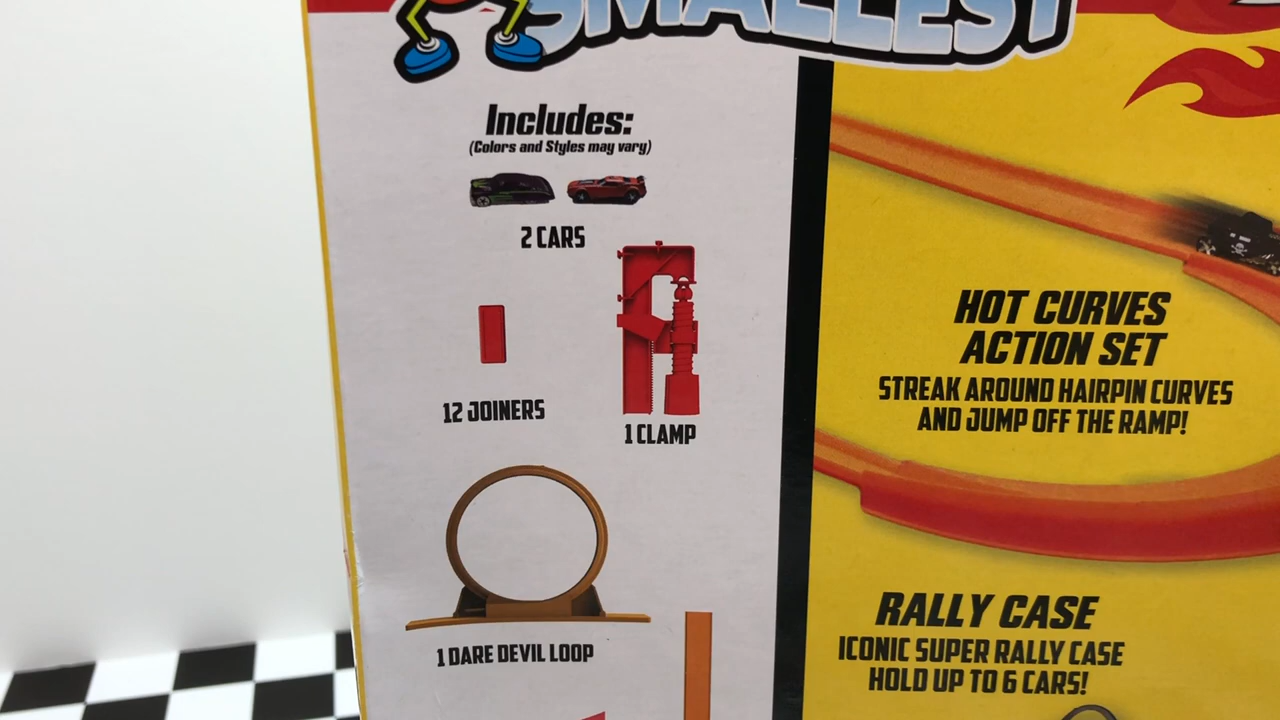 SMALLEST
Includes:
(Colors and Styles may vary)
2 CARS
12 JOINERS
1 CLAMP
1 DARE DEVIL LOOP
HOT CURVES
ACTION SET
STREAK AROUND HAIRPIN CURVES
AND JUMP OFF THE RAMP!
RALLY CASE
ICONIC SUPER RALLY CASE
HOLD UP TO 6 CARS!